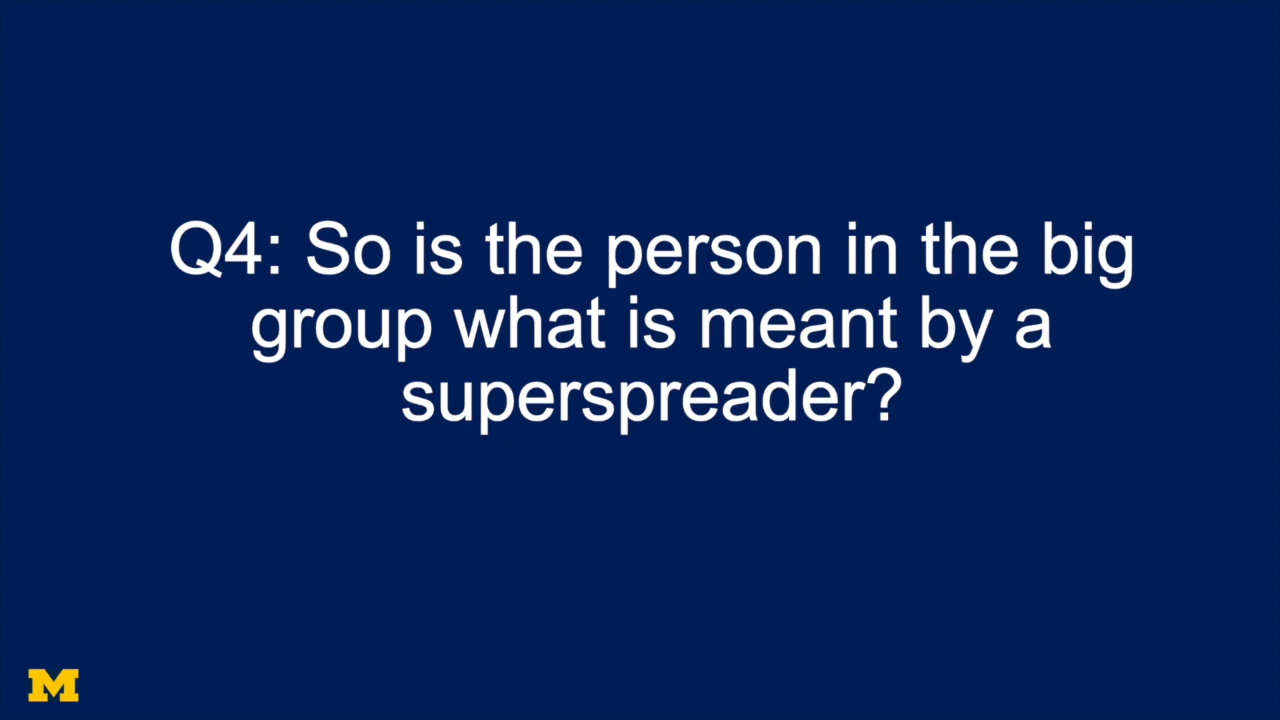 Q4: So is the person in the big
group what is meant by a
superspreader?
M